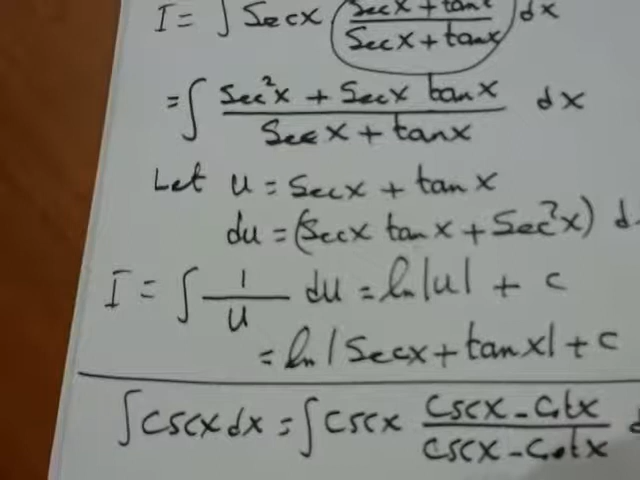 I = ∫ Secx (Secx + tanx / Secx + tanx) dx
= ∫ Sec²x + Secx tanx / Secx + tanx dx
Let u = Secx + tanx
du = (Secx tanx + Sec²x) d
I = ∫ 1/u du = ln|u| + c
= ln|Secx + tanx| + c
∫ cscx dx = ∫ cscx cscx - Cotx / cscx - Cotx d